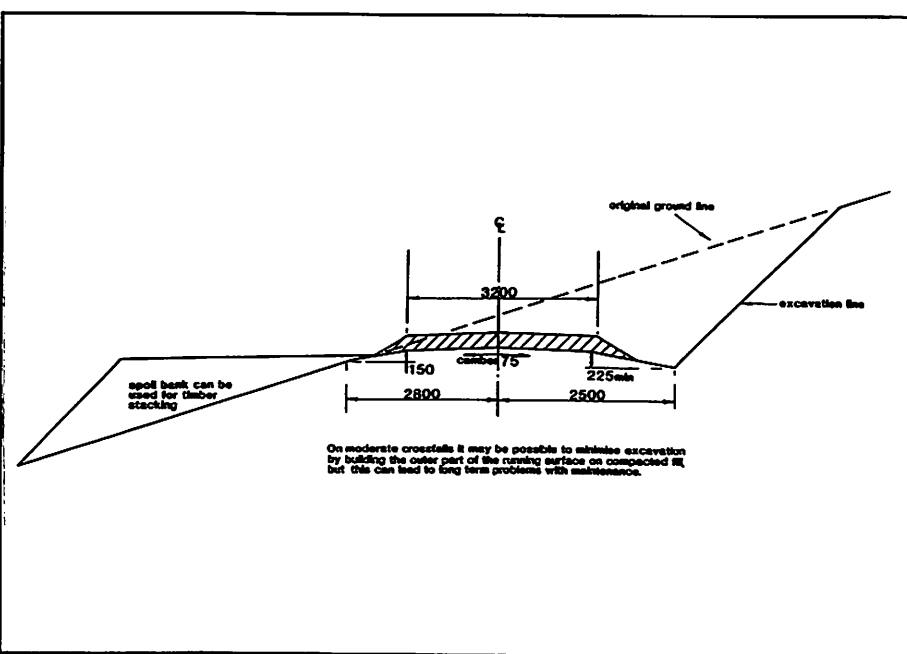 ℄
original ground line
3200
excavation line
camber 75
150
225min
2800
2500
spoil bank can be
used for timber
stacking
On moderate crossfalls it may be possible to minimise excavation
by building the outer part of the running surface on compacted fill,
but this can lead to long term problems with maintenance.